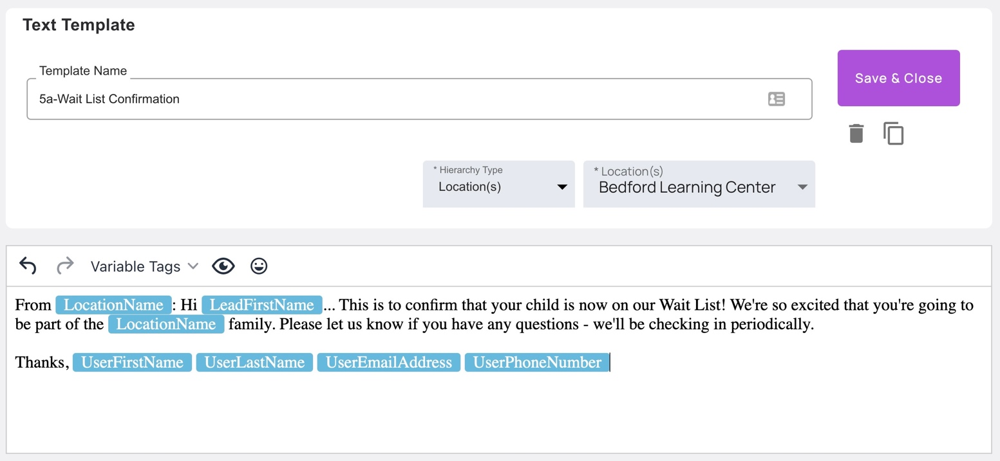 Text Template
Template Name
5a-Wait List Confirmation
Save & Close
* Hierarchy Type
Location(s)
* Location(s)
Bedford Learning Center
Variable Tags
From LocationName : Hi LeadFirstName ... This is to confirm that your child is now on our Wait List! We're so excited that you're going to
be part of the LocationName family. Please let us know if you have any questions - we'll be checking in periodically.
Thanks, UserFirstName UserLastName UserEmailAddress UserPhoneNumber